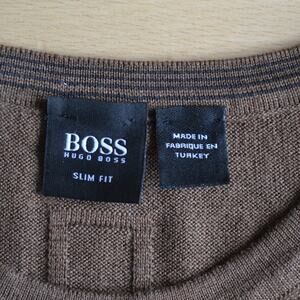 BOSS
HUGO BOSS
SLIM FIT
MADE IN
FABRIQUE EN
TURKEY